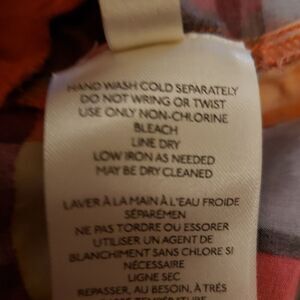 HAND WASH COLD SEPARATELY
DO NOT WRING OR TWIST
USE ONLY NON-CHLORINE
BLEACH
LINE DRY
LOW IRON AS NEEDED
MAY BE DRY CLEANED
LAVER À LA MAIN À L'EAU FROIDE
SÉPARÉMEN
NE PAS TORDRE OU ESSORER
UTILISER UN AGENT DE
BLANCHIMENT SANS CHLORE SI
NÉCESSAIRE
LIGNE SEC
REPASSER, AU BESOIN, À TRÉS
TEMPÉRATURE